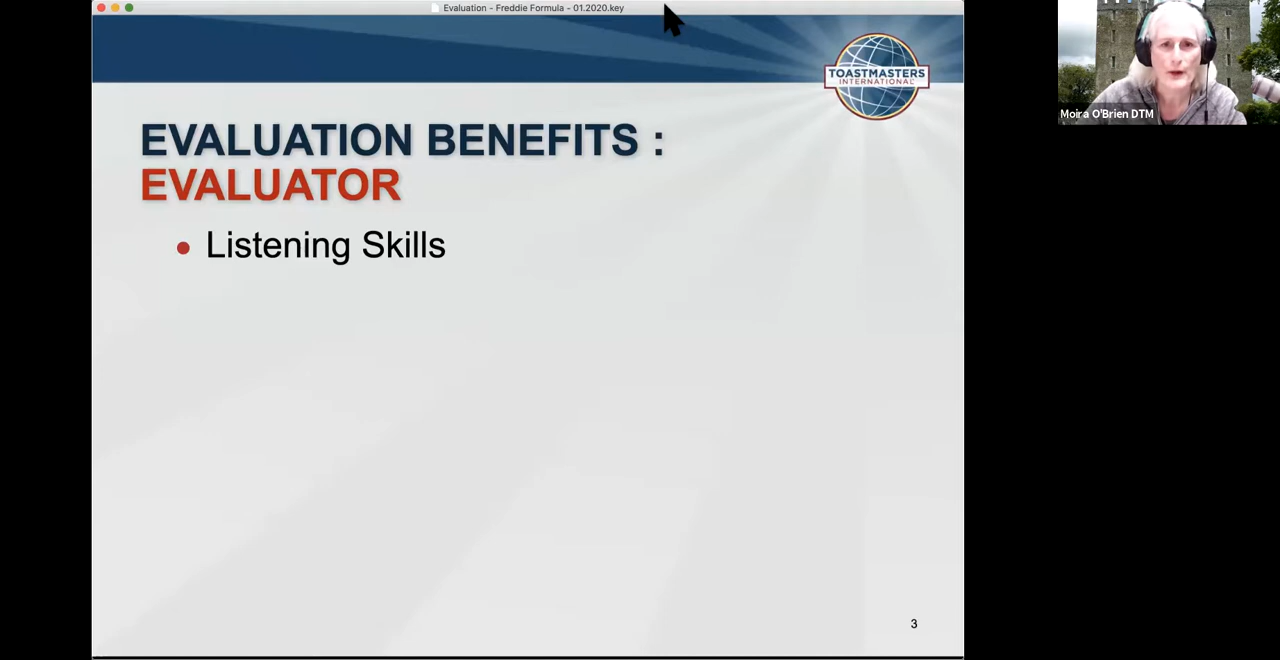 Evaluation - Freddie Formula - 01.2020.key
TOASTMASTERS
INTERNATIONAL
EVALUATION BENEFITS :
EVALUATOR
Listening Skills
3
Moira O'Brien DTM